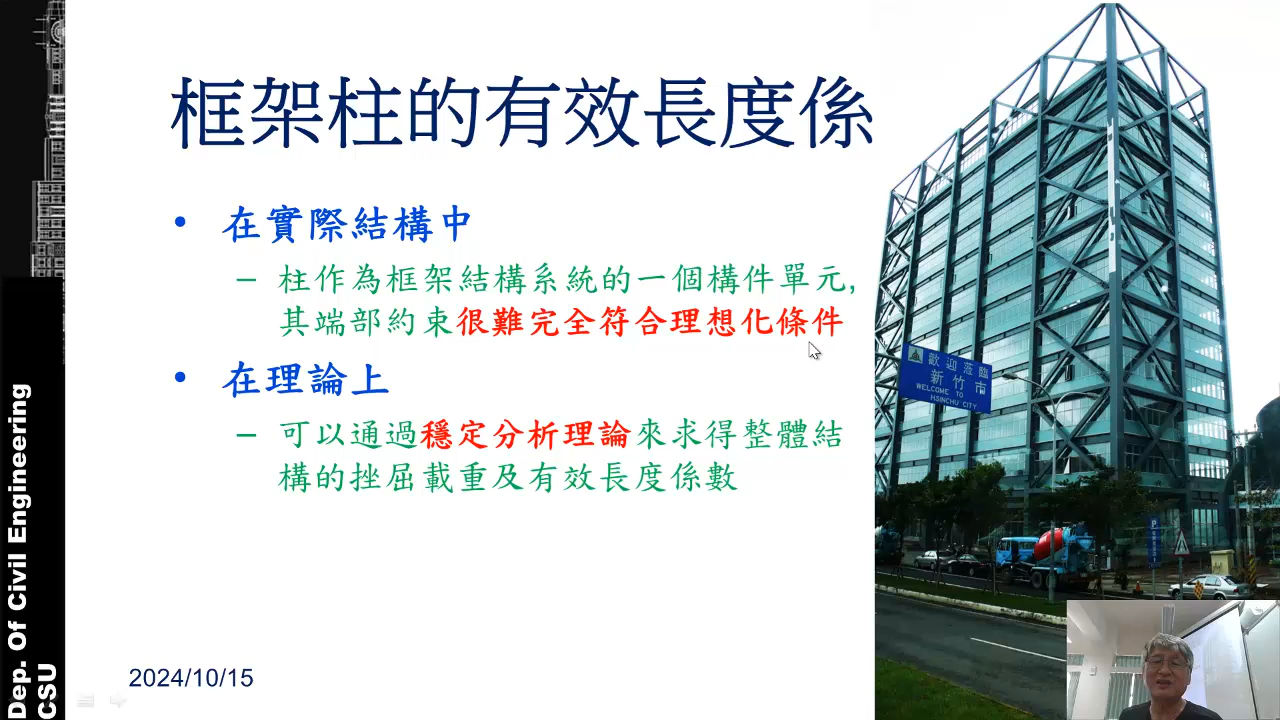 框架柱的有效長度係
• 在實際結構中
– 柱作為框架結構系統的一個構件單元,
其端部約束很難完全符合理想化條件
• 在理論上
– 可以通過穩定分析理論來求得整體結
構的挫屈載重及有效長度係數
2024/10/15
Dep. Of Civil Engineering
CSU
歡迎蒞臨
新竹市
WELCOME TO
HSINCHU CITY
P